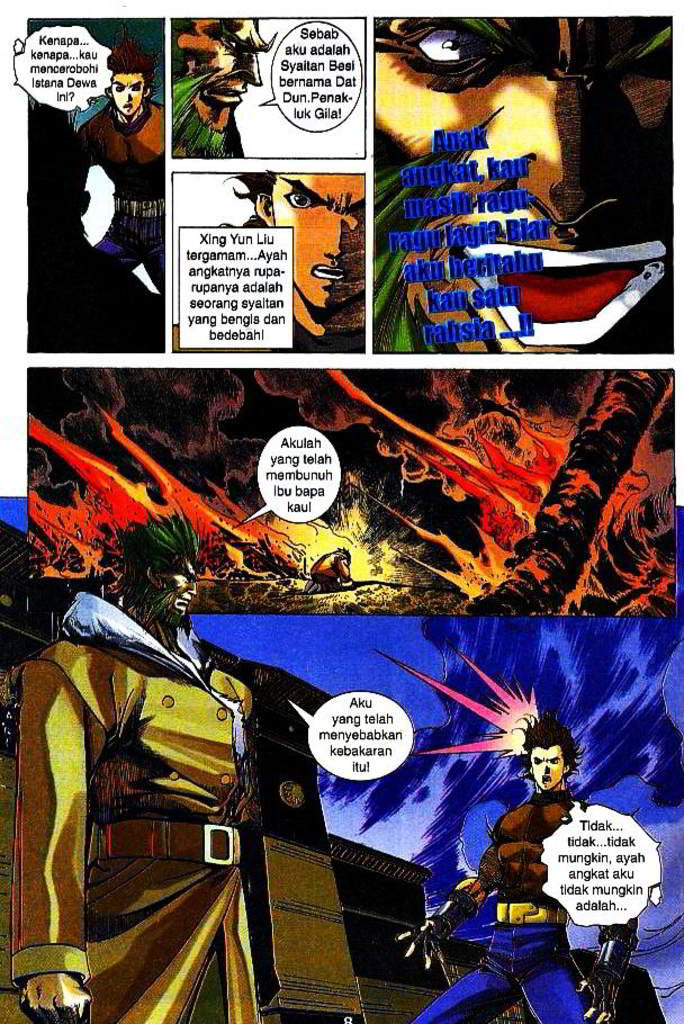 Kenapa...
kenapa...kau
mencerobohi
Istana Dewa
ini?
Sebab
aku adalah
Syaitan Besi
bernama Dat
Dun.Penak-
luk Gila!
Xing Yun Liu
tergamam...Ayah
angkatnya rupa-
rupanya adalah
seorang syaitan
yang bengis dan
bedebah!
Anak
angkat, kau
masih ragu-
ragu lagi? Biar
aku beritahu
kau satu
rahsia ...!!
Akulah
yang telah
membunuh
ibu bapa
kau!
Aku
yang telah
menyebabkan
kebakaran
itu!
Tidak...
tidak...tidak
mungkin, ayah
angkat aku
tidak mungkin
adalah...
8